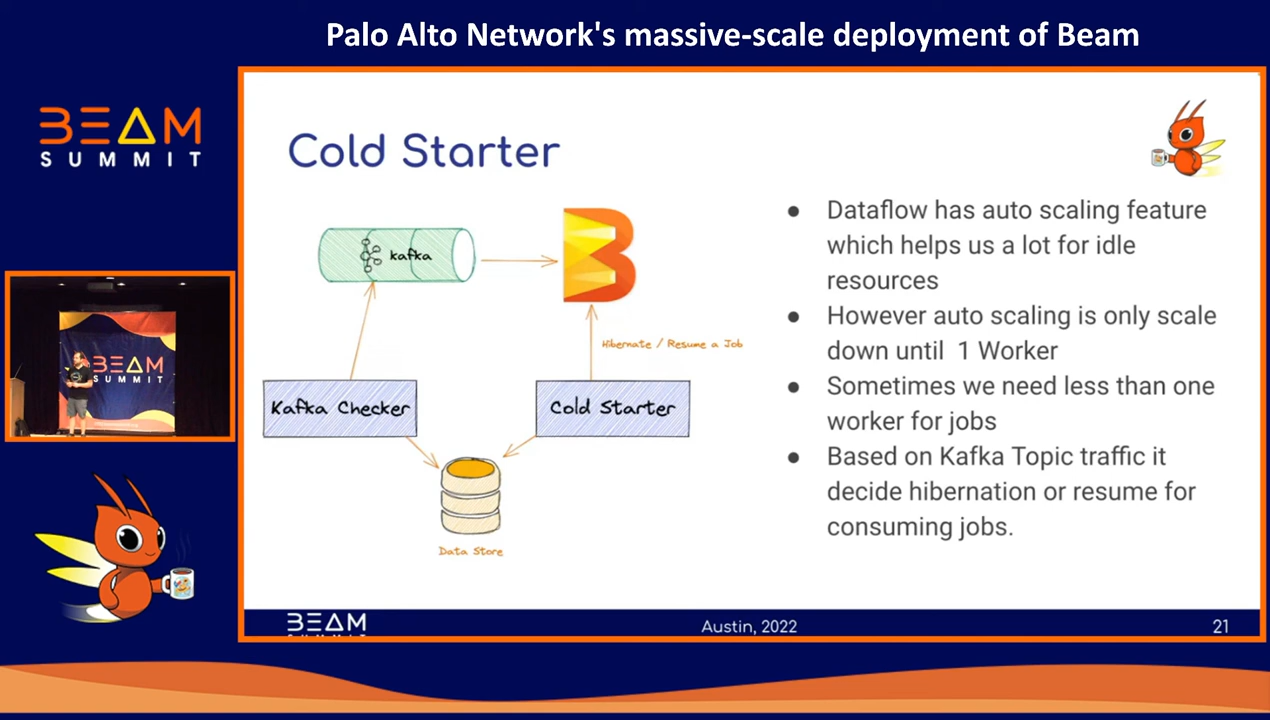 Palo Alto Network's massive-scale deployment of Beam
BEAM
SUMMIT
Cold Starter
kafka
Hibernate / Resume a Job
Kafka Checker
Cold Starter
Data Store
● Dataflow has auto scaling feature
which helps us a lot for idle
resources
● However auto scaling is only scale
down until 1 Worker
● Sometimes we need less than one
worker for jobs
● Based on Kafka Topic traffic it
decide hibernation or resume for
consuming jobs.
BEAM
SUMMIT
BEAM
Austin, 2022
21